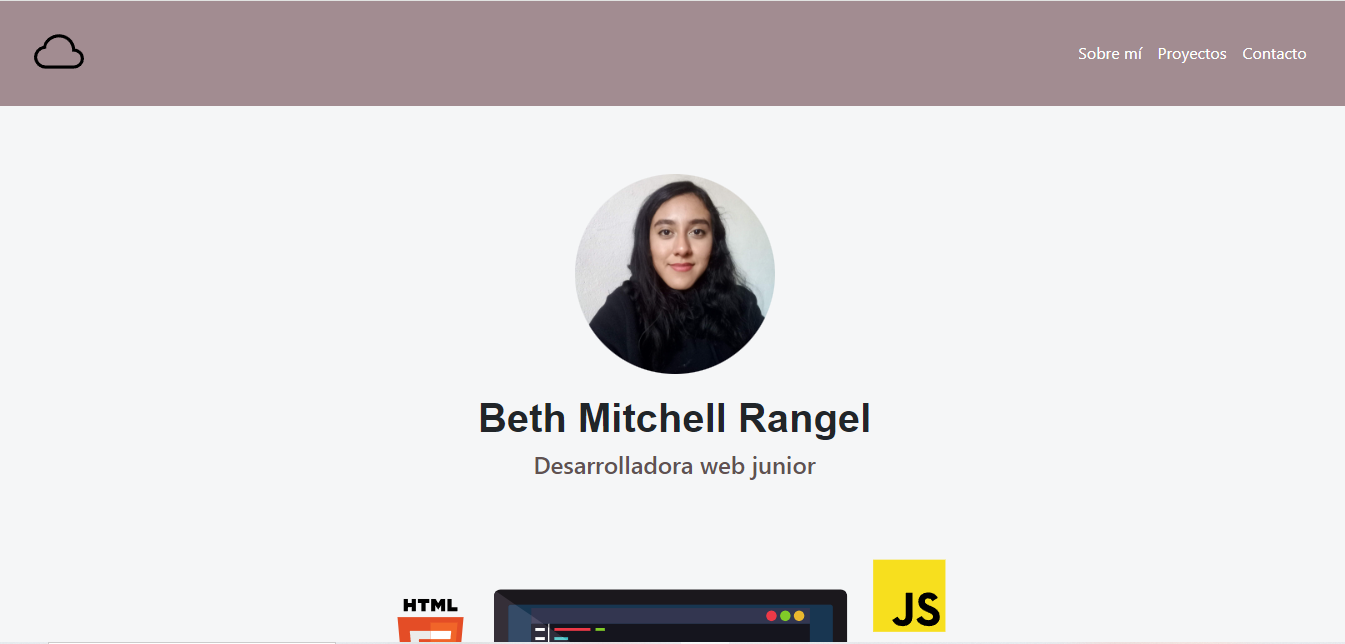 Sobre mí Proyectos Contacto
Beth Mitchell Rangel
Desarrolladora web junior
HTML
JS